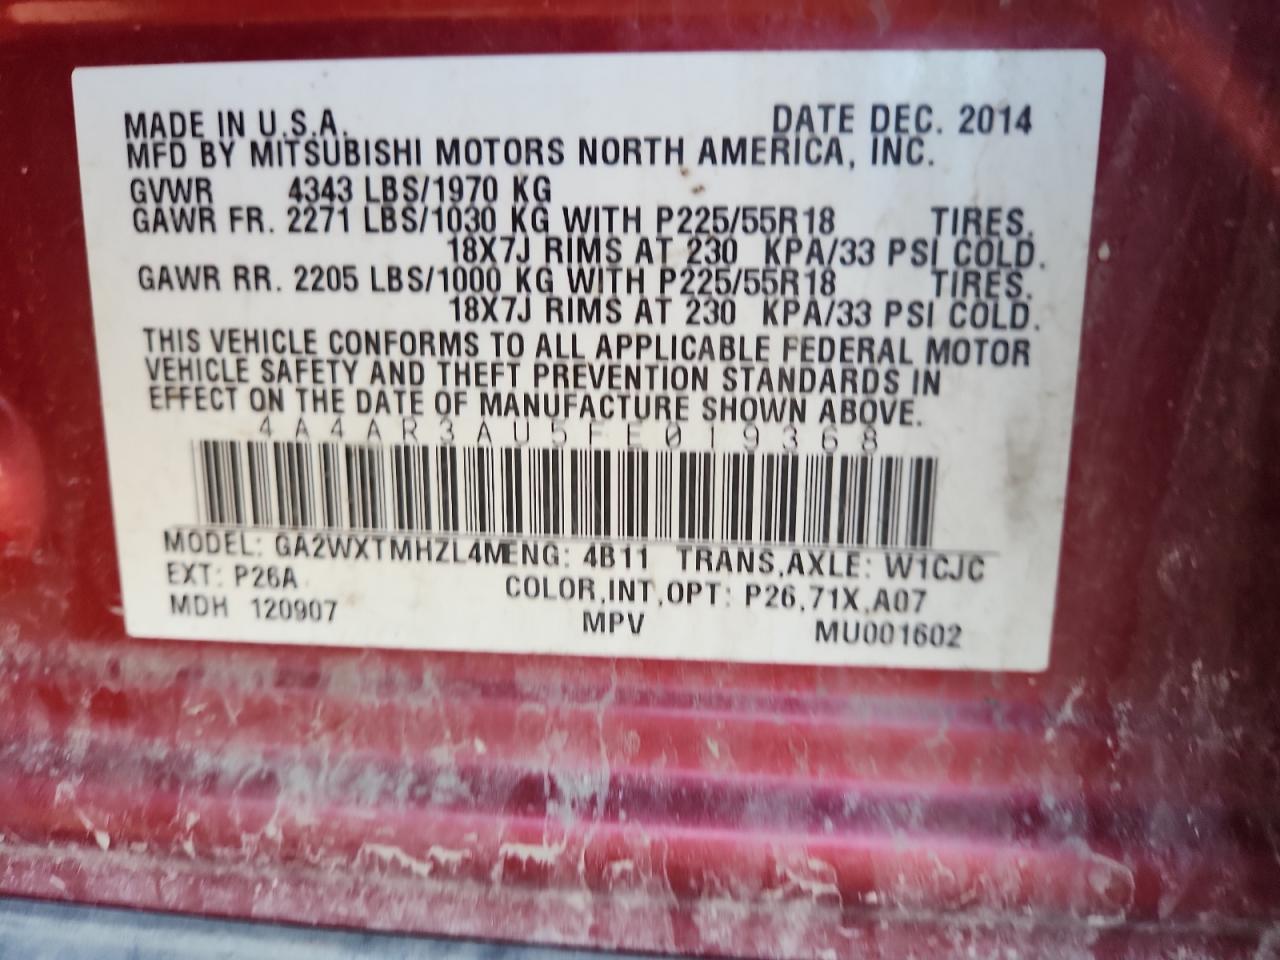 MADE IN U.S.A. DATE DEC. 2014
MFD BY MITSUBISHI MOTORS NORTH AMERICA, INC.
GVWR 4343 LBS/1970 KG
GAWR FR. 2271 LBS/1030 KG WITH P225/55R18 TIRES.
18X7J RIMS AT 230 KPA/33 PSI COLD.
GAWR RR. 2205 LBS/1000 KG WITH P225/55R18 TIRES.
18X7J RIMS AT 230 KPA/33 PSI COLD.
THIS VEHICLE CONFORMS TO ALL APPLICABLE FEDERAL MOTOR
VEHICLE SAFETY AND THEFT PREVENTION STANDARDS IN
EFFECT ON THE DATE OF MANUFACTURE SHOWN ABOVE.
4A4AR3AU5FE019368
MODEL: GA2WXTMHZL4M ENG: 4B11 TRANS,AXLE: W1CJC
EXT: P26A COLOR,INT,OPT: P26,71X,A07
MDH 120907 MPV MU001602